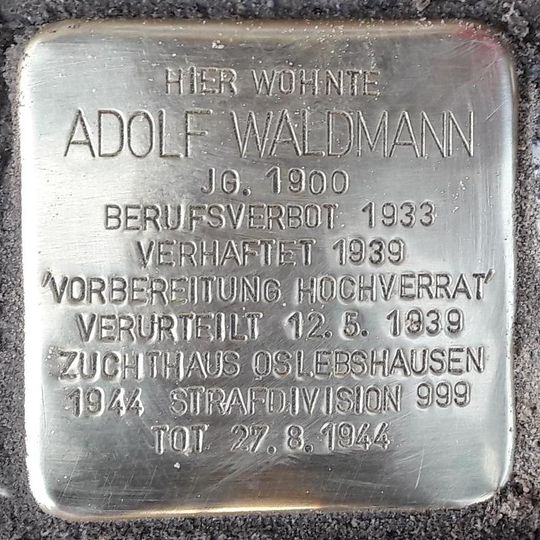 HIER WOHNTE
ADOLF WALDMANN
JG. 1900
BERUFSVERBOT 1933
VERHAFTET 1939
'VORBEREITUNG HOCHVERRAT'
VERURTEILT 12.5.1939
ZUCHTHAUS OSLEBSHAUSEN
1944 STRAFDIVISION 999
TOT 27.8.1944